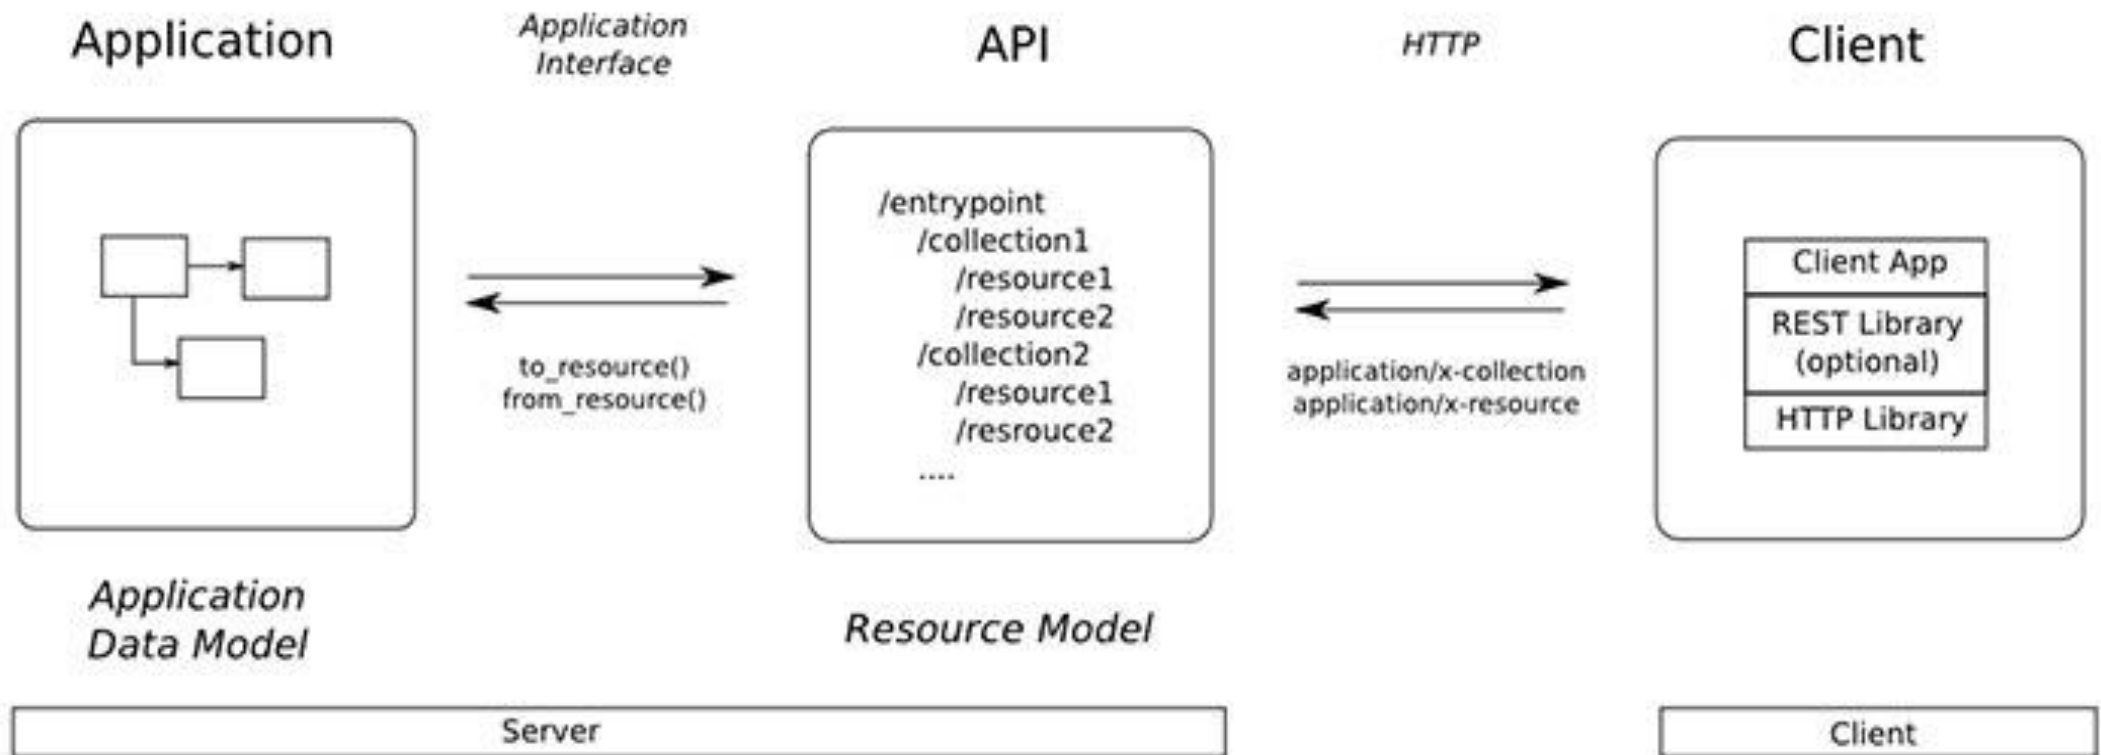 Application
Application
Interface
API
HTTP
Client
/entrypoint
/collection1
/resource1
/resource2
/collection2
/resource1
/resrouce2
....
to_resource()
from_resource()
application/x-collection
application/x-resource
Client App
REST Library
(optional)
HTTP Library
Application
Data Model
Resource Model
Server
Client